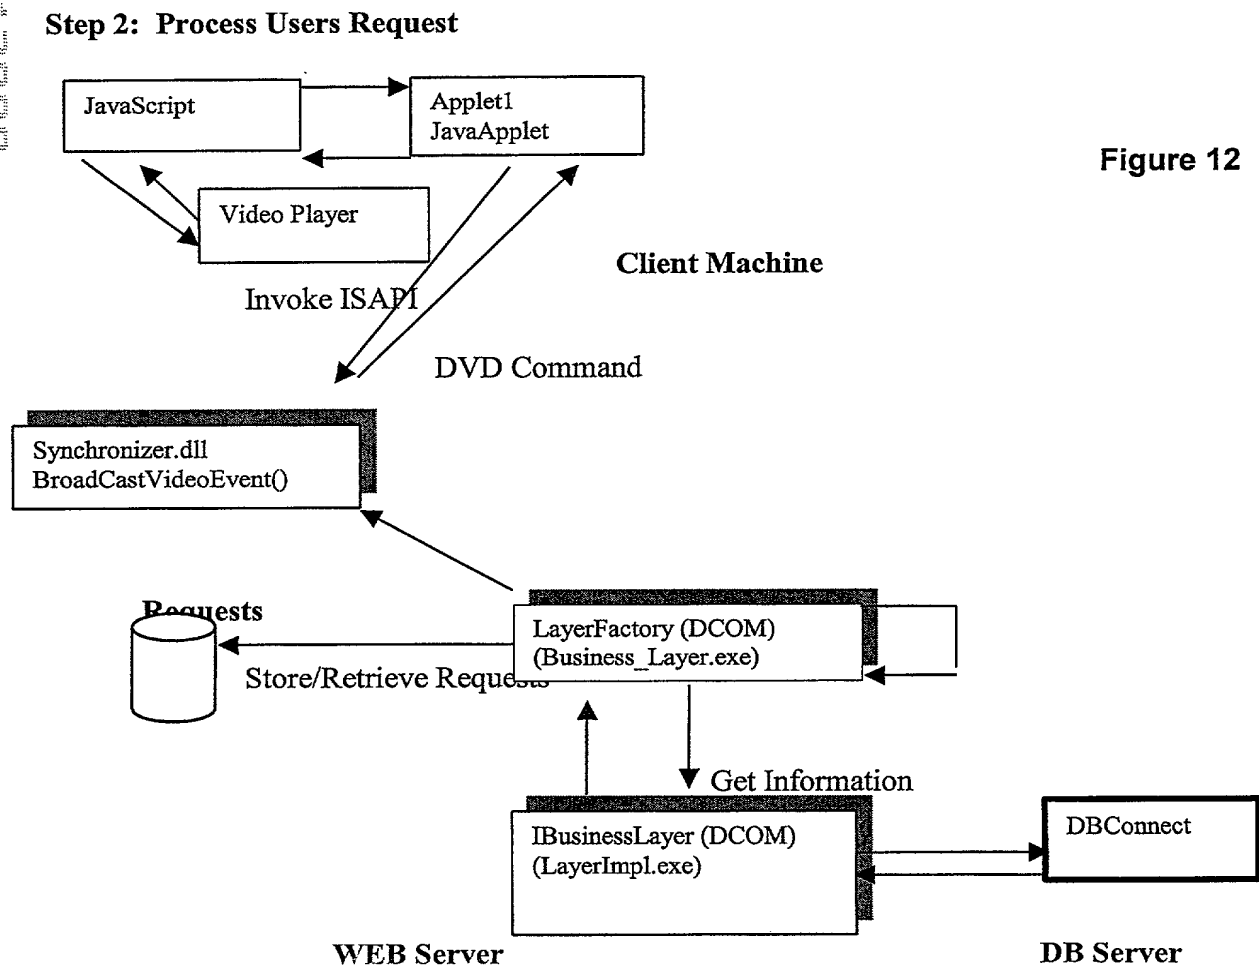 Step 2: Process Users Request
JavaScript
Applet1
JavaApplet
Figure 12
Video Player
Client Machine
Invoke ISAPI
DVD Command
Synchronizer.dll
BroadCastVideoEvent()
Requests
LayerFactory (DCOM)
(Business_Layer.exe)
Store/Retrieve Requests
Get Information
IBusinessLayer (DCOM)
(LayerImpl.exe)
DBConnect
WEB Server
DB Server